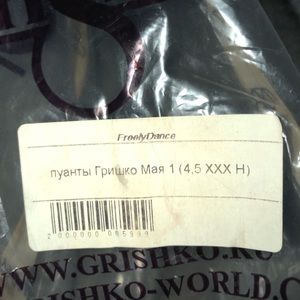 FreelyDance
пуанты Гришко Мая 1 (4,5 XXX H)
WWW.GRISHKO.RU
GRISHKO-WORLD.C